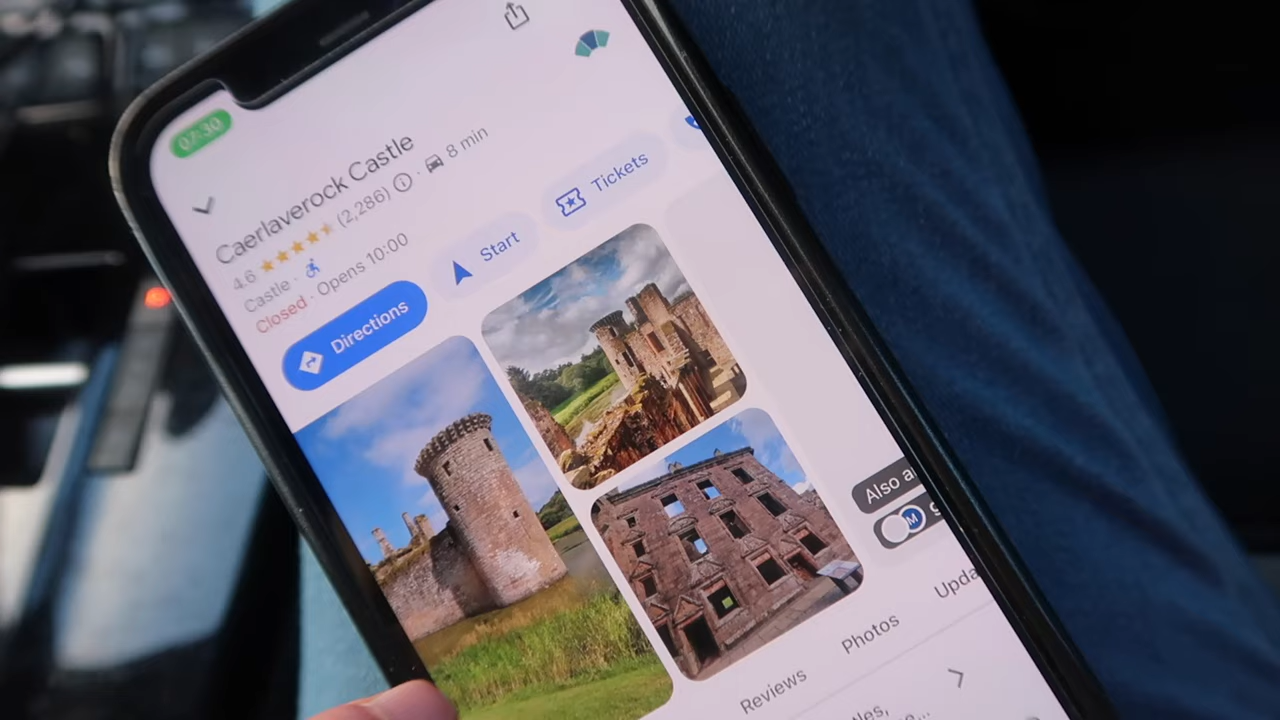 07:30
Caerlaverock Castle
4.6 (2,286) · 8 min
Castle ·
Closed · Opens 10:00
Directions
Start
Tickets
Also a
M 9
Reviews
Photos
Upda